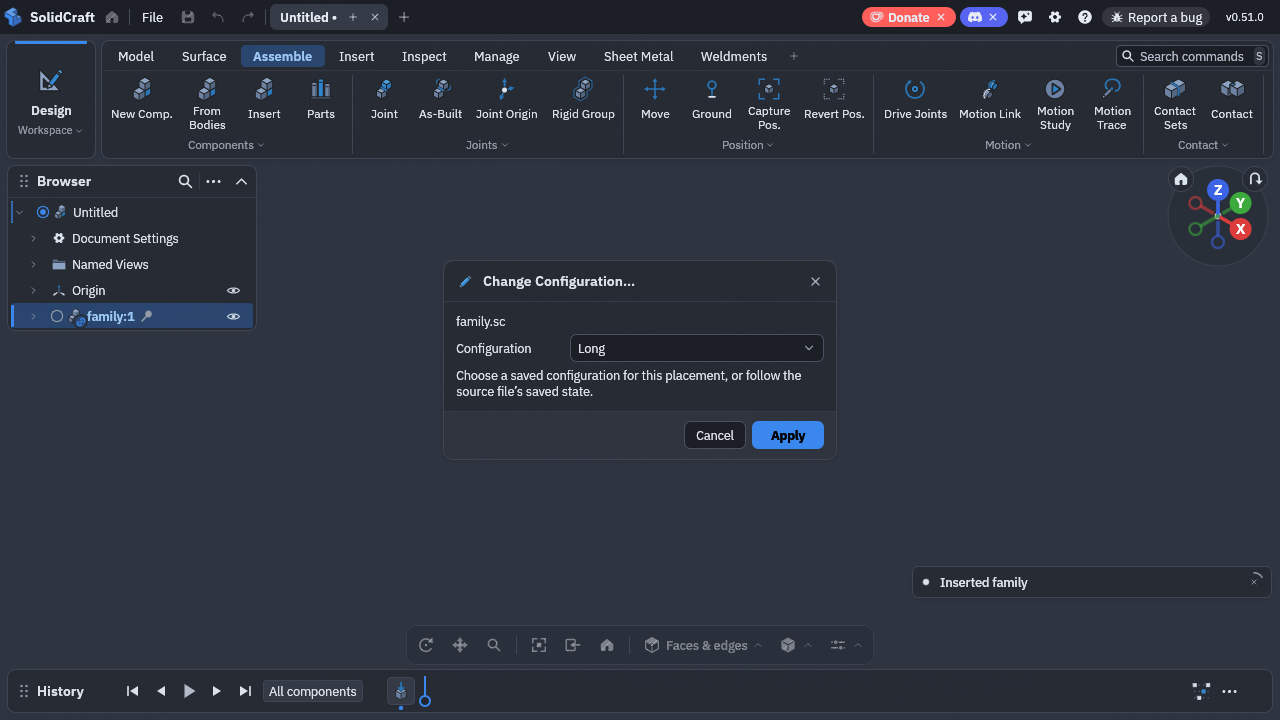 SolidCraft
File
Untitled •
Donate
Report a bug
v0.51.0
Design
Workspace
Model
Surface
Assemble
Insert
Inspect
Manage
View
Sheet Metal
Weldments
Search commands
S
New Comp.
From Bodies
Insert
Parts
Components
Joint
As-Built
Joint Origin
Rigid Group
Joints
Move
Ground
Capture Pos.
Revert Pos.
Position
Drive Joints
Motion Link
Motion Study
Motion Trace
Motion
Contact Sets
Contact
Contact
Browser
Untitled
Document Settings
Named Views
Origin
family:1
Z
Y
X
Change Configuration...
family.sc
Configuration
Long
Choose a saved configuration for this placement, or follow the
source file's saved state.
Cancel
Apply
Inserted family
Faces & edges
History
All components